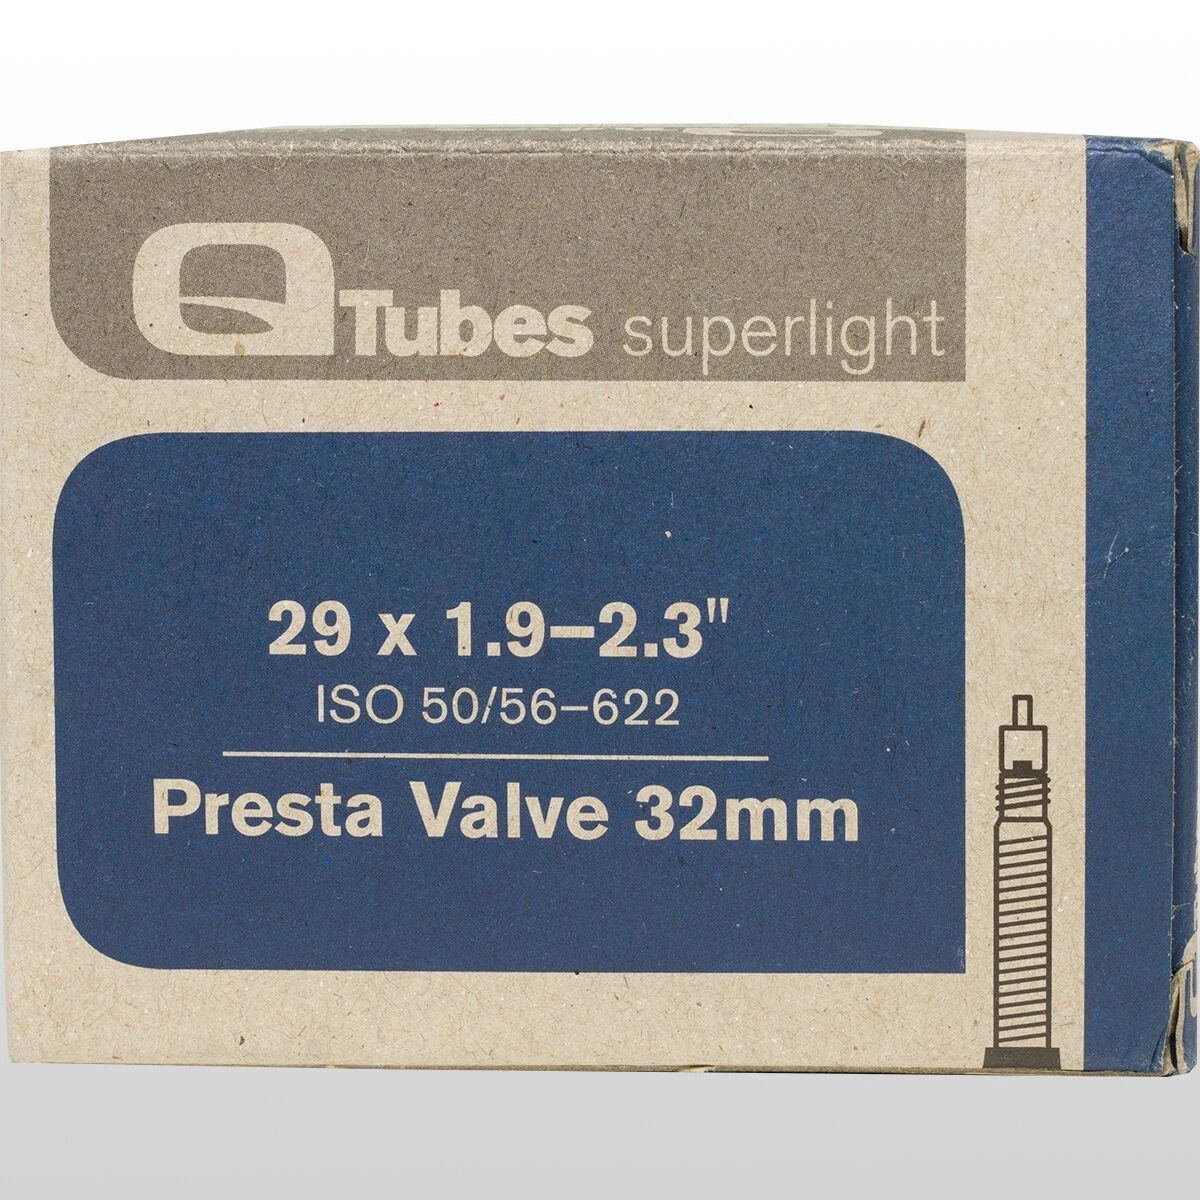 Q Tubes superlight
29 x 1.9–2.3"
ISO 50/56–622
Presta Valve 32mm